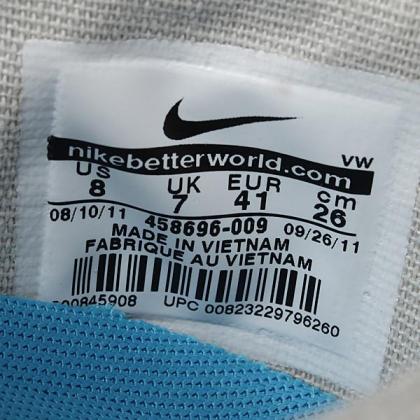 nikebetterworld.com VW
US UK EUR cm
8 7 41 26
08/10/11 458696-009 09/26/11
MADE IN VIETNAM
FABRIQUE AU VIETNAM
00845908 UPC 00823229796260